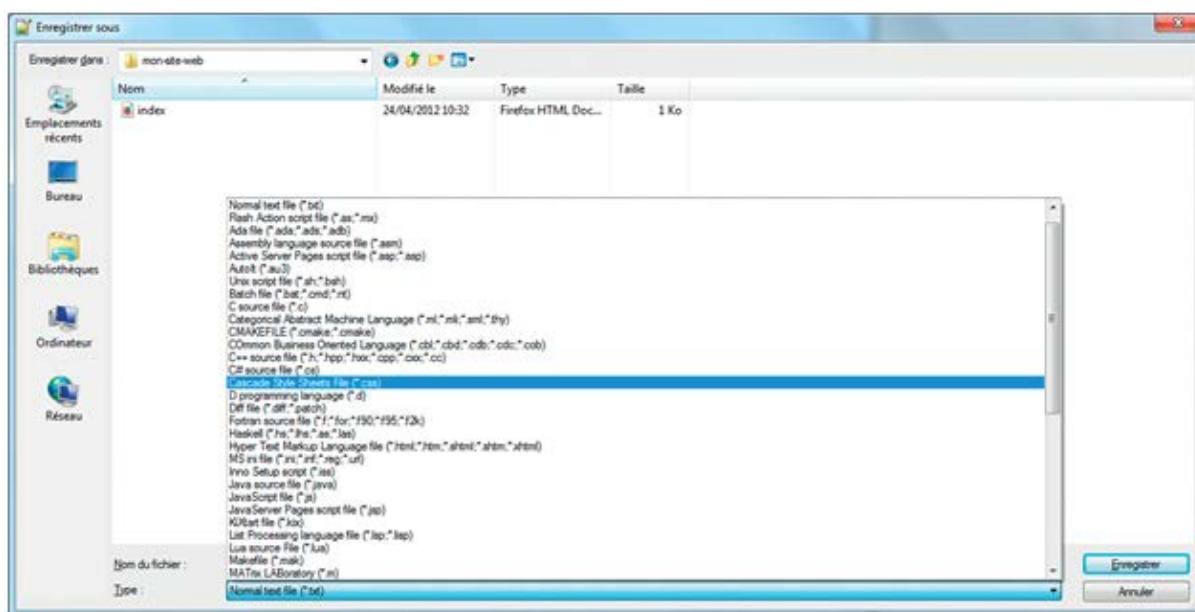 Enregistrer sous
Enregistrer dans :
mon-site-web
Nom
Modifié le
Type
Taille
index
24/04/2012 10:32
Firefox HTML Doc...
1 Ko
Emplacements
récents
Bureau
Bibliothèques
Ordinateur
Réseau
Normal text file (*.txt)
Flash Action script file (*.as;*.mx)
Ada file (*.ada;*.ads;*.adb)
Assembly language source file (*.asm)
Active Server Pages script file (*.asp;*.asp)
AutoIt (*.au3)
Unix script file (*.sh;*.bsh)
Batch file (*.bat;*.cmd;*.nt)
C source file (*.c)
Categorical Abstract Machine Language (*.ml;*.mli;*.sml;*.thy)
CMAKEFILE (*.cmake;*.cmake)
COmmon Business Oriented Language (*.cbl;*.cbd;*.cdb;*.cdc;*.cob)
C++ source file (*.h;*.hpp;*.hxx;*.cpp;*.cxx;*.cc)
C# source file (*.cs)
Cascade Style Sheets File (*.css)
D programming language (*.d)
Diff file (*.diff;*.patch)
Fortran source file (*.f;*.for;*.f90;*.f95;*.f2k)
Haskell (*.hs;*.lhs;*.as;*.las)
Hyper Text Markup Language file (*.html;*.htm;*.shtml;*.shtm;*.xhtml)
MS ini file (*.ini;*.inf;*.reg;*.url)
Inno Setup script (*.iss)
Java source file (*.java)
JavaScript file (*.js)
JavaServer Pages script file (*.jsp)
KiXtart file (*.kix)
List Processing language file (*.lsp;*.lisp)
Lua source File (*.lua)
Makefile (*.mak)
MATrix LABoratory (*.m)
Nom du fichier :
Enregistrer
Type :
Normal text file (*.txt)
Annuler